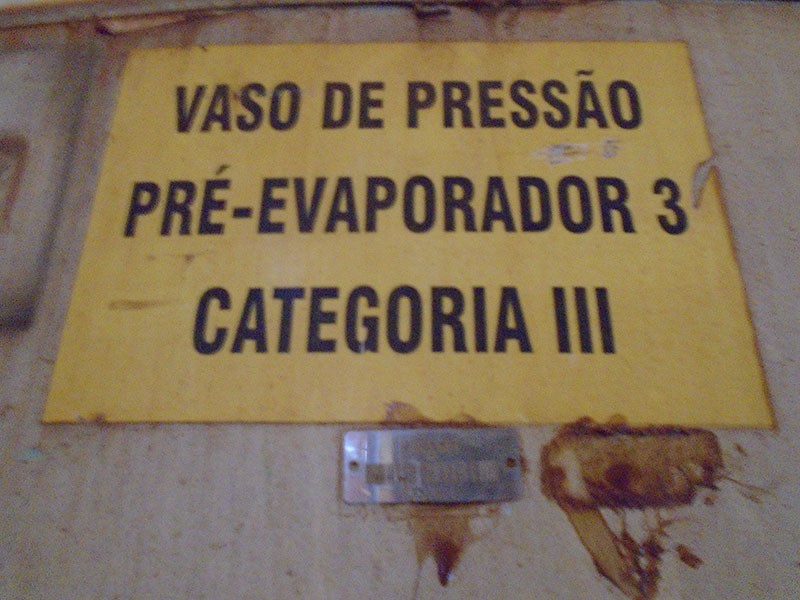 VASO DE PRESSÃO
PRÉ-EVAPORADOR 3
CATEGORIA III